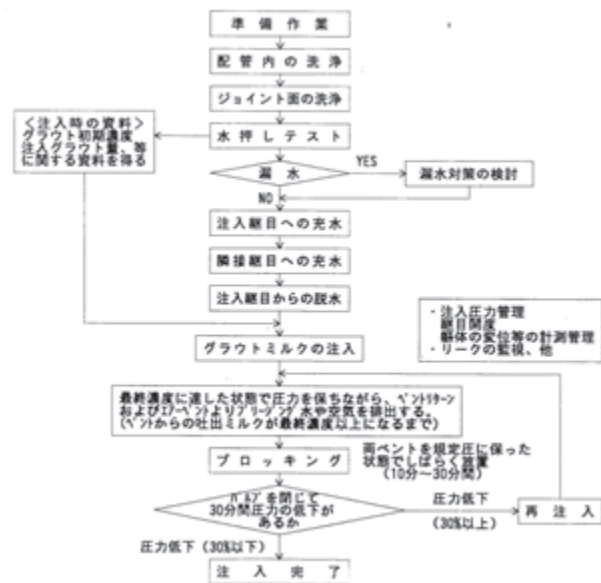 準備作業
配管内の洗浄
ジョイント面の洗浄
<注入時の資料>
グラウト初期濃度
注入グラウト量、等
に関する資料を得る
水押しテスト
漏水
YES
漏水対策の検討
NO
注入継目への充水
隣接継目への充水
注入継目からの脱水
・注入圧力管理
継目開度
躯体の変位等の計測管理
・リークの監視、他
グラウトミルクの注入
最終濃度に達した状態で圧力を保ちながら、ベントリターン
およびエアーベントよりブリージング水や空気を排出する。
(ベントからの吐出ミルクが最終濃度以上になるまで)
ブロッキング
両ベントを規定圧に保った
状態でしばらく放置
(10分~30分間)
バルブを閉じて
30分間圧力の低下が
あるか
圧力低下
(30%以上)
再注入
圧力低下(30%以下)
注入完了